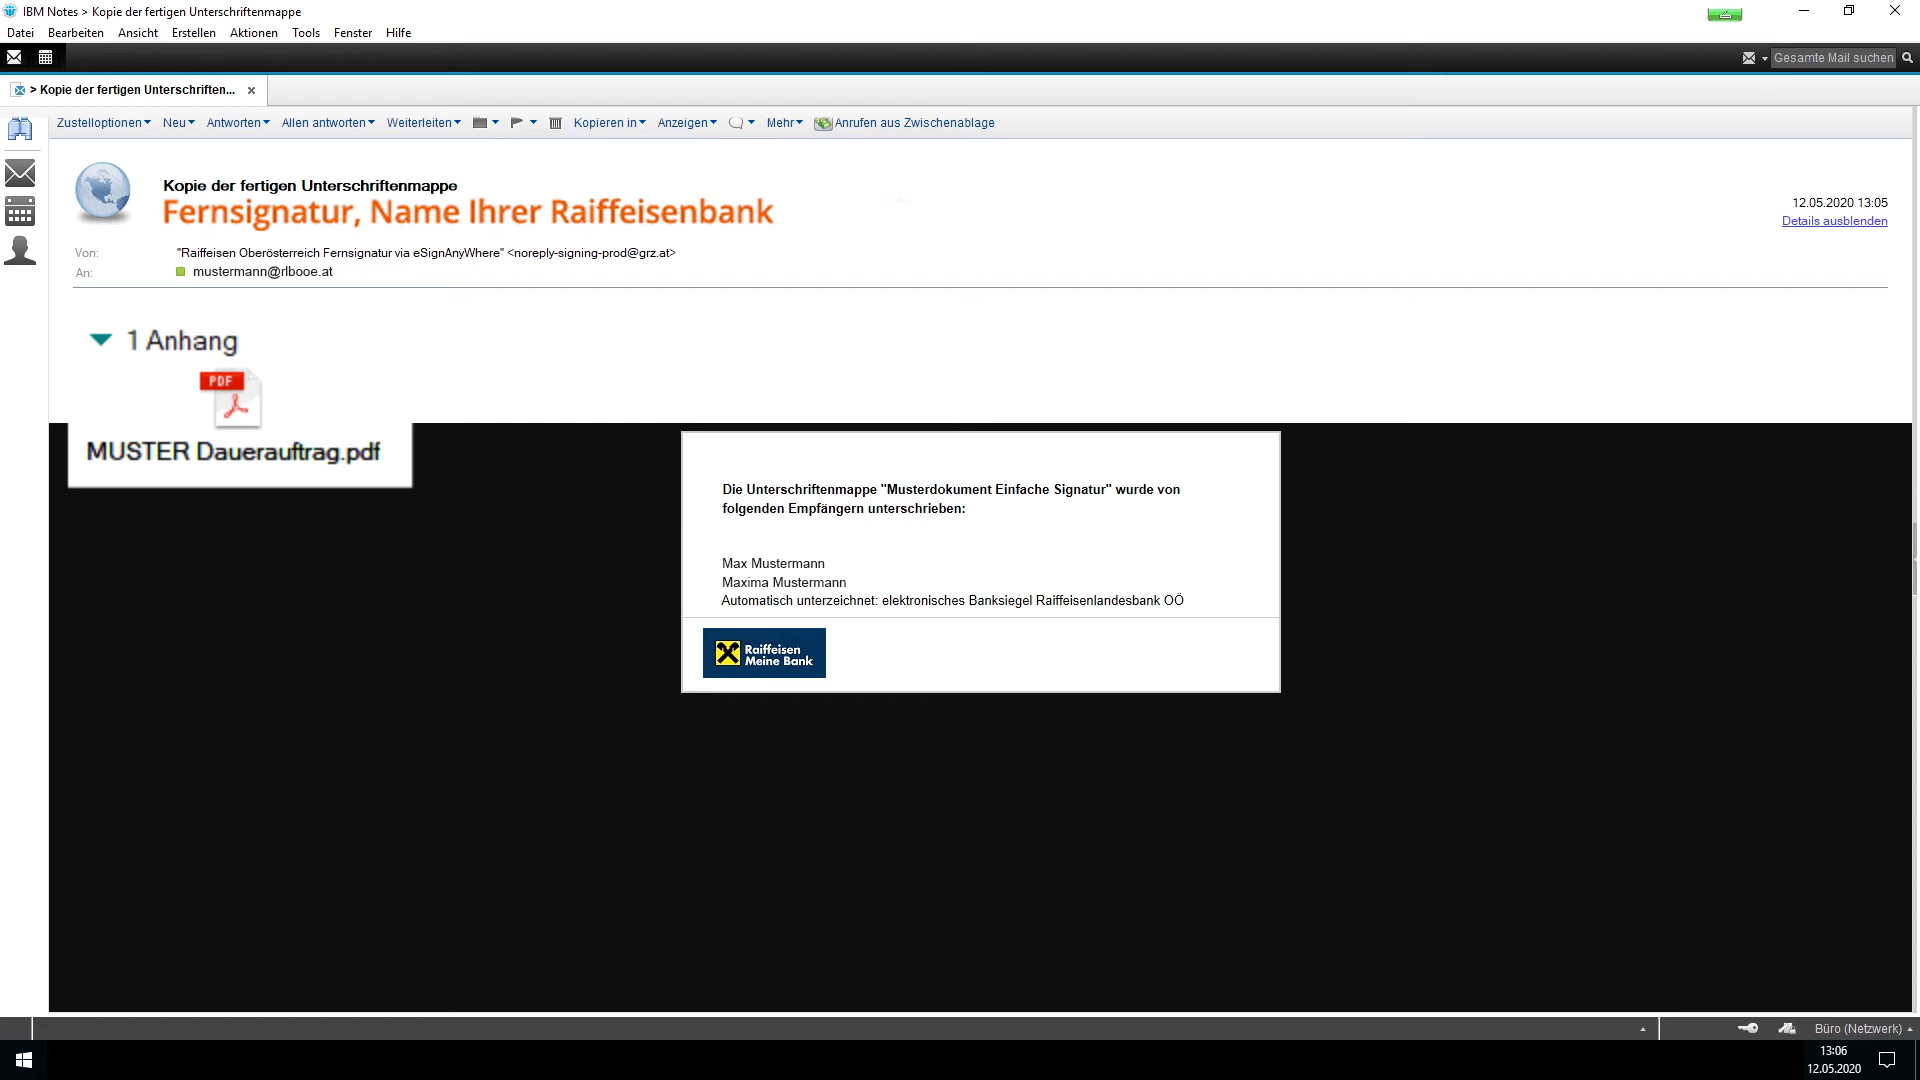 IBM Notes > Kopie der fertigen Unterschriftenmappe
Datei Bearbeiten Ansicht Erstellen Aktionen Tools Fenster Hilfe
Gesamte Mail suchen
> Kopie der fertigen Unterschriften...
Zustelloptionen Neu Antworten Allen antworten Weiterleiten Kopieren in Anzeigen Mehr Anrufen aus Zwischenablage
Kopie der fertigen Unterschriftenmappe
Fernsignatur, Name Ihrer Raiffeisenbank
12.05.2020 13:05
Details ausblenden
Von: "Raiffeisen Oberösterreich Fernsignatur via eSignAnyWhere" <noreply-signing-prod@grz.at>
An: mustermann@rlbooe.at
1 Anhang
PDF
MUSTER Dauerauftrag.pdf
Die Unterschriftenmappe "Musterdokument Einfache Signatur" wurde von
folgenden Empfängern unterschrieben:
Max Mustermann
Maxima Mustermann
Automatisch unterzeichnet: elektronisches Banksiegel Raiffeisenlandesbank OÖ
Raiffeisen
Meine Bank
Büro (Netzwerk)
13:06
12.05.2020